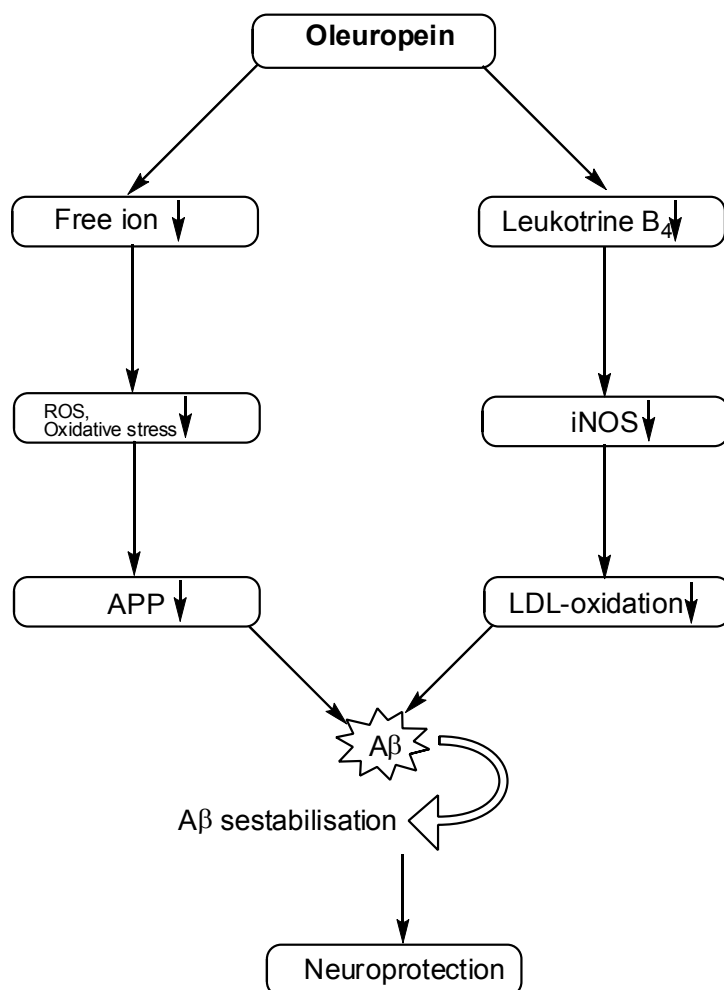 Oleuropein
Free ion ↓
Leukotrine B₄ ↓
ROS,
Oxidative stress ↓
iNOS ↓
APP ↓
LDL-oxidation ↓
Aβ
Aβ sestabilisation
Neuroprotection